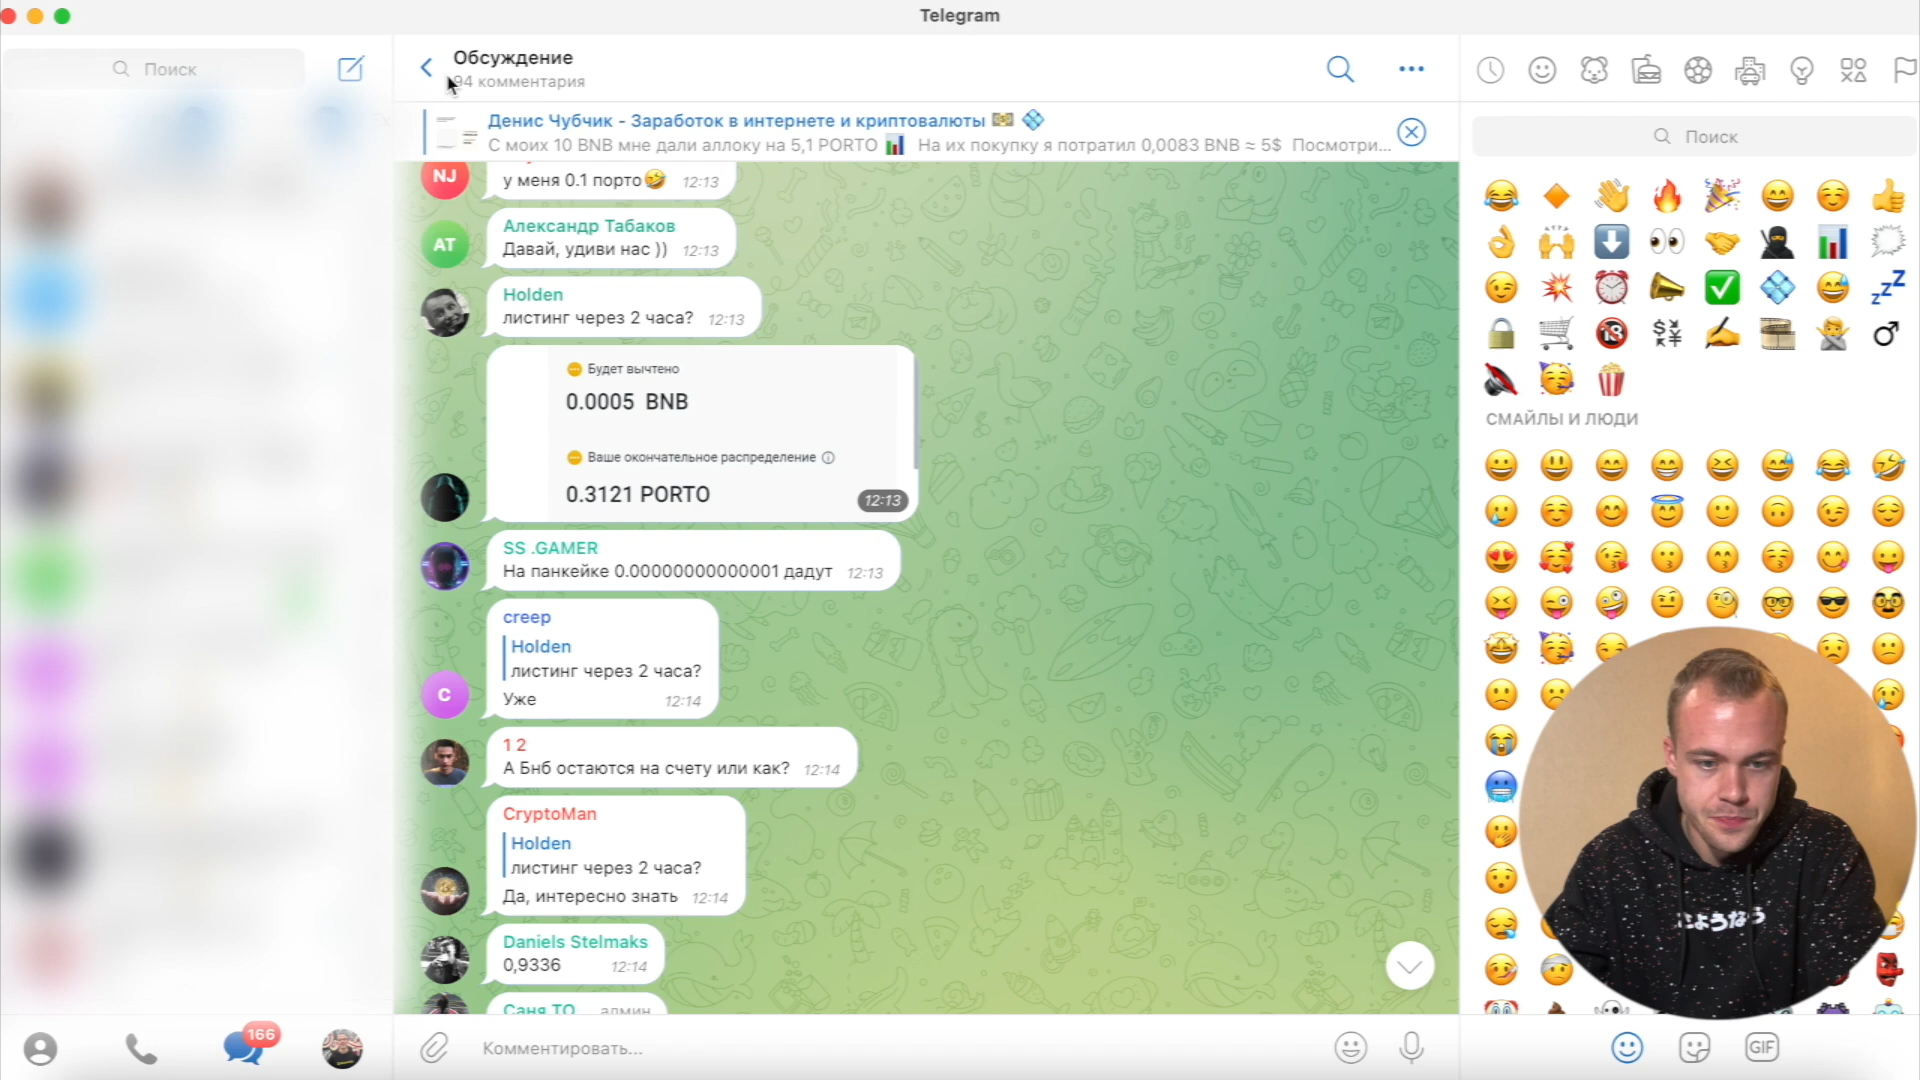 Telegram
Поиск
Обсуждение
94 комментария
Денис Чубчик - Заработок в интернете и криптовалюты
С моих 10 BNB мне дали аллоку на 5,1 PORTO 📊 На их покупку я потратил 0,0083 BNB ≈ 5$ Посмотри...
Поиск
NJ
у меня 0.1 порто🤣 12:13
AT
Александр Табаков
Давай, удиви нас )) 12:13
Holden
листинг через 2 часа? 12:13
Будет вычтено
0.0005 BNB
Ваше окончательное распределение
0.3121 PORTO
12:13
SS .GAMER
На панкейке 0.00000000000001 дадут 12:13
creep
Holden
листинг через 2 часа?
Уже 12:14
C
1 2
А Бнб остаются на счету или как? 12:14
CryptoMan
Holden
листинг через 2 часа?
Да, интересно знать 12:14
Daniels Stelmaks
0,9336 12:14
Саня ТО админ
Комментировать...
166
СМАЙЛЫ И ЛЮДИ
GIF